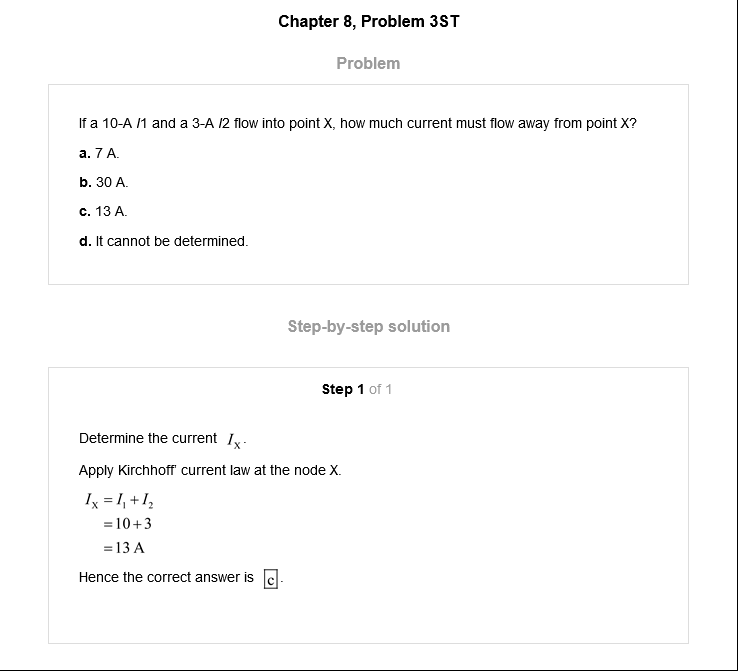 Chapter 8, Problem 3ST
Problem
If a 10-A I1 and a 3-A I2 flow into point X, how much current must flow away from point X?
a. 7 A.
b. 30 A.
c. 13 A.
d. It cannot be determined.
Step-by-step solution
Step 1 of 1
Determine the current I_X.
Apply Kirchhoff' current law at the node X.
I_X = I_1 + I_2
= 10 + 3
= 13 A
Hence the correct answer is c.